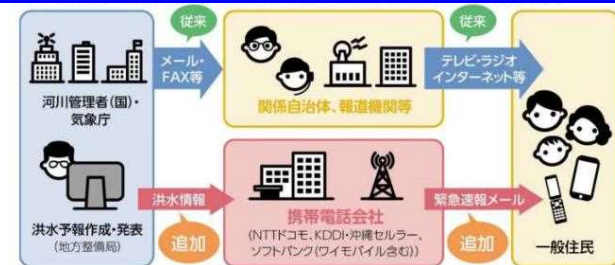 従来
従来
メール・
FAX等
テレビ・ラジオ
インターネット等
河川管理者(国)・
気象庁
関係自治体、報道機関等
洪水情報
緊急速報メール
携帯電話会社
洪水予報作成・発表
(地方整備局)
追加
(NTTドコモ、KDDI・沖縄セルラー、
ソフトバンク(ワイモバイル含む))
追加
一般住民